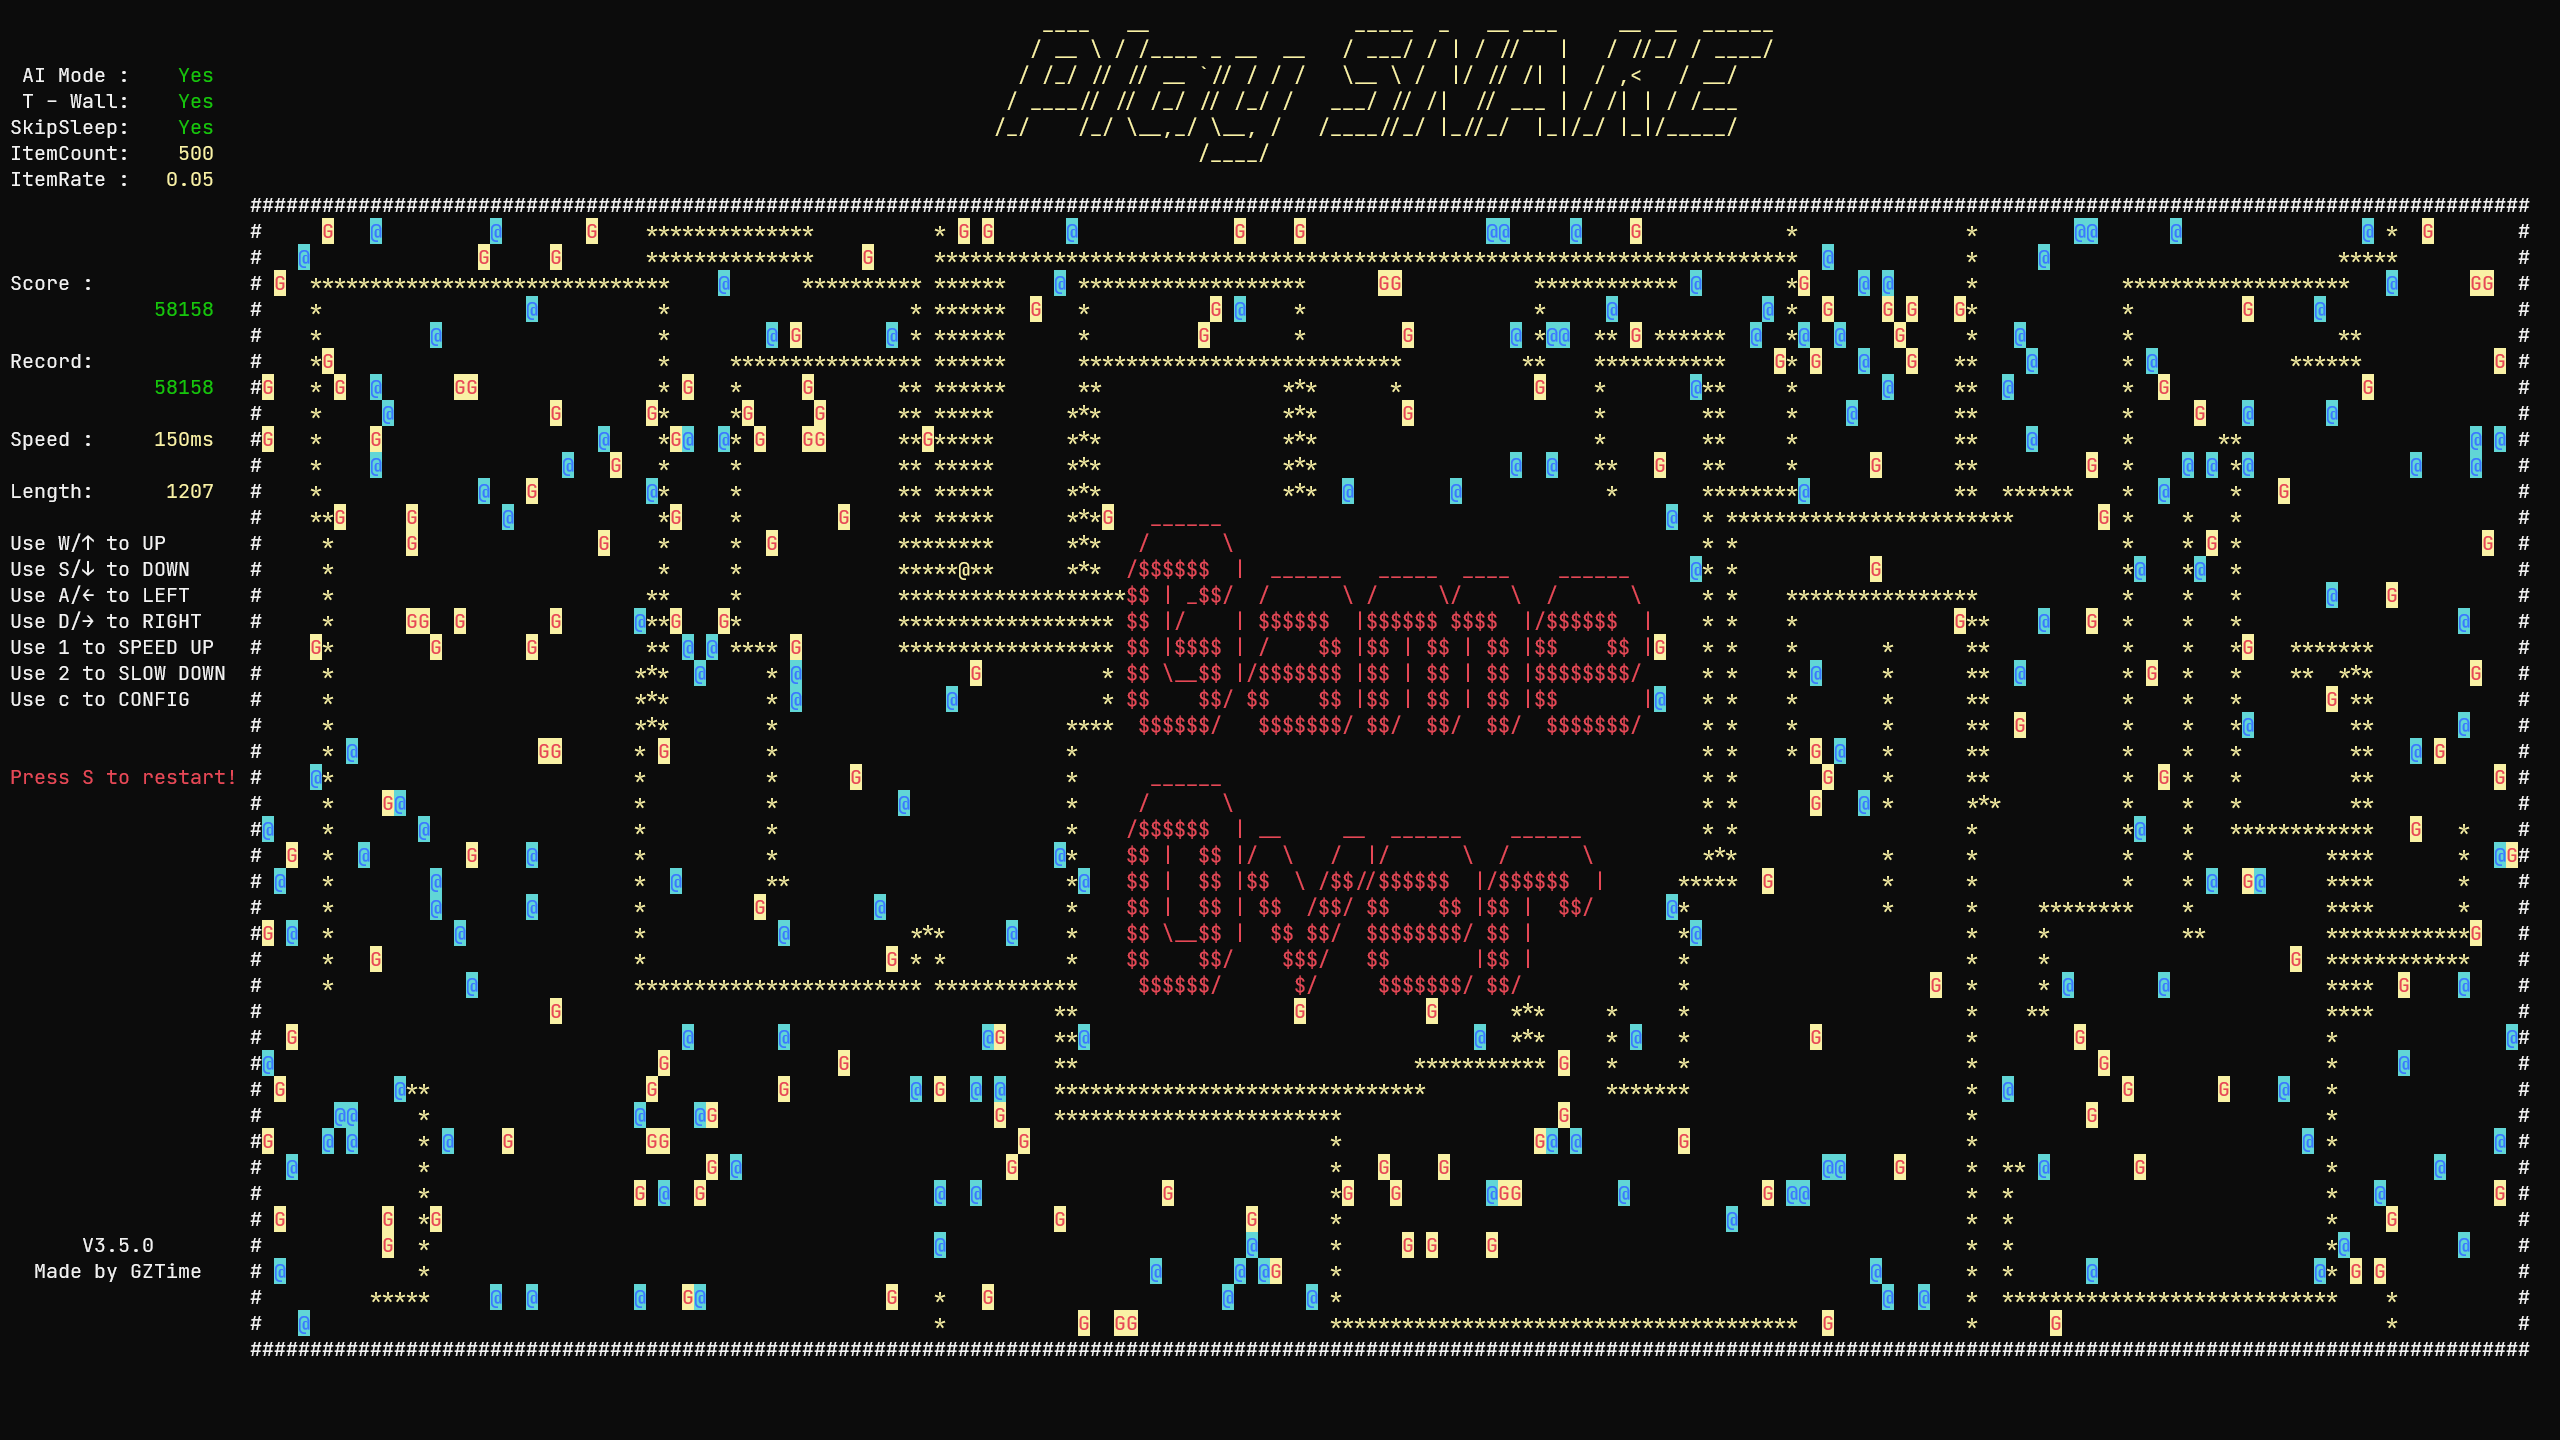 Play SNAKE
AI Mode :    Yes
T - Wall:    Yes
SkipSleep:    Yes
ItemCount:    500
ItemRate :   0.05
Score :
58158
Record:
58158
Speed :     150ms
Length:      1207
Use W/↑ to UP
Use S/↓ to DOWN
Use A/← to LEFT
Use D/→ to RIGHT
Use 1 to SPEED UP
Use 2 to SLOW DOWN
Use c to CONFIG
Press S to restart!
Game
Over
V3.5.0
Made by GZTime